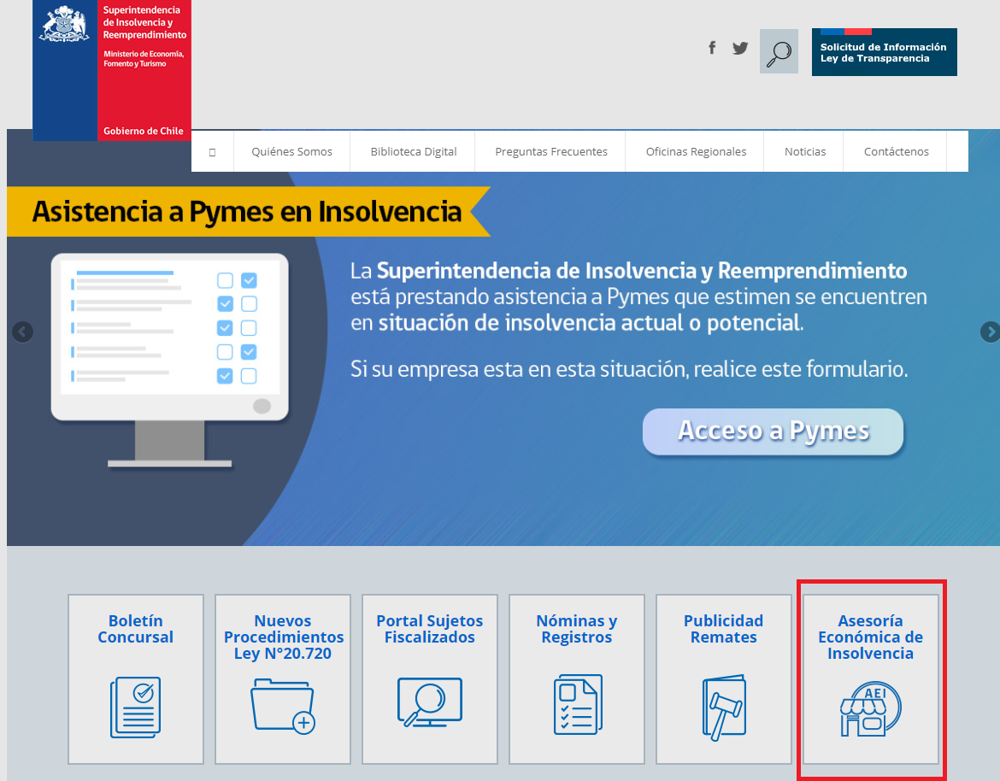 Superintendencia
de Insolvencia y
Reemprendimiento
Ministerio de Economía,
Fomento y Turismo
Gobierno de Chile
Solicitud de Información
Ley de Transparencia
Quiénes Somos
Biblioteca Digital
Preguntas Frecuentes
Oficinas Regionales
Noticias
Contáctenos
Asistencia a Pymes en Insolvencia
La Superintendencia de Insolvencia y Reemprendimiento
está prestando asistencia a Pymes que estimen se encuentren
en situación de insolvencia actual o potencial.
Si su empresa esta en esta situación, realice este formulario.
Acceso a Pymes
Boletín
Concursal
Nuevos
Procedimientos
Ley N°20.720
Portal Sujetos
Fiscalizados
Nóminas y
Registros
Publicidad
Remates
Asesoría
Económica de
Insolvencia
AEI